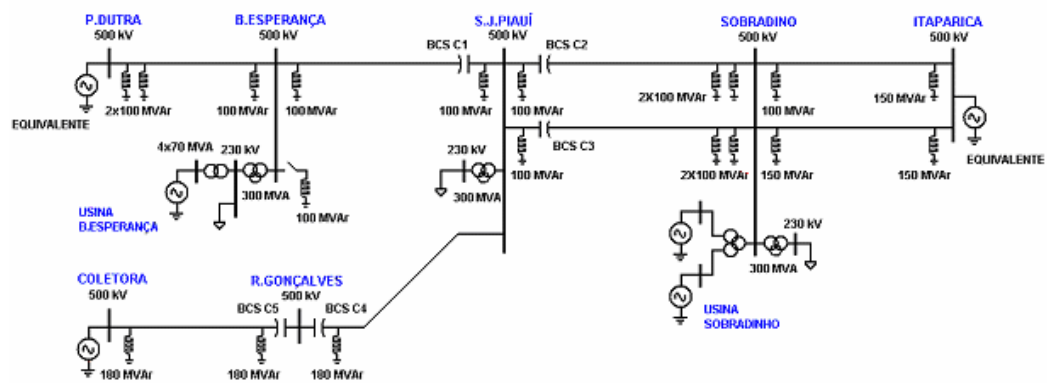 P.DUTRA
500 kV
B.ESPERANÇA
500 kV
S.J.PIAUÍ
500 kV
SOBRADINO
500 kV
ITAPARICA
500 kV
BCS C1
BCS C2
2x100 MVAr
100 MVAr
100 MVAr
100 MVAr
100 MVAr
2X100 MVAr
100 MVAr
150 MVAr
EQUIVALENTE
EQUIVALENTE
BCS C3
4x70 MVA
230 kV
300 MVA
100 MVAr
USINA
B.ESPERANÇA
230 kV
300 MVA
100 MVAr
2X100 MVAr
150 MVAr
150 MVAr
230 kV
300 MVA
USINA
SOBRADINHO
COLETORA
500 kV
R.GONÇALVES
500 kV
BCS C5
BCS C4
180 MVAr
180 MVAr
180 MVAr